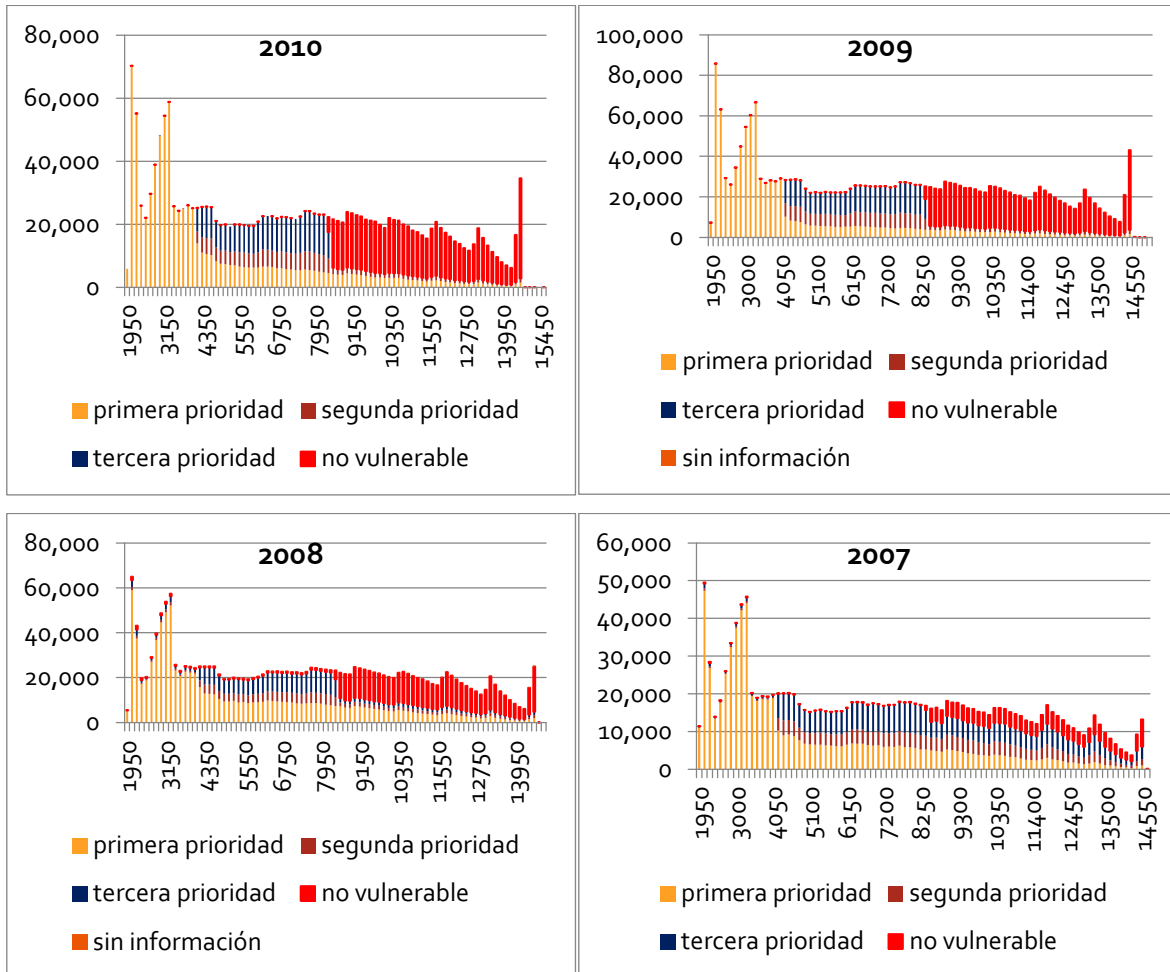 2010
80,000
60,000
40,000
20,000
0
1950 3150 4350 5550 6750 7950 9150 10350 11550 12750 13950 15450
primera prioridad segunda prioridad
tercera prioridad no vulnerable
2009
100,000
80,000
60,000
40,000
20,000
0
1950 3000 4050 5100 6150 7200 8250 9300 10350 11400 12450 13500 14550
primera prioridad segunda prioridad
tercera prioridad no vulnerable
sin información
2008
80,000
60,000
40,000
20,000
0
1950 3150 4350 5550 6750 7950 9150 10350 11550 12750 13950
primera prioridad segunda prioridad
tercera prioridad no vulnerable
sin información
2007
60,000
50,000
40,000
30,000
20,000
10,000
0
1950 3000 4050 5100 6150 7200 8250 9300 10350 11400 12450 13500 14550
primera prioridad segunda prioridad
tercera prioridad no vulnerable